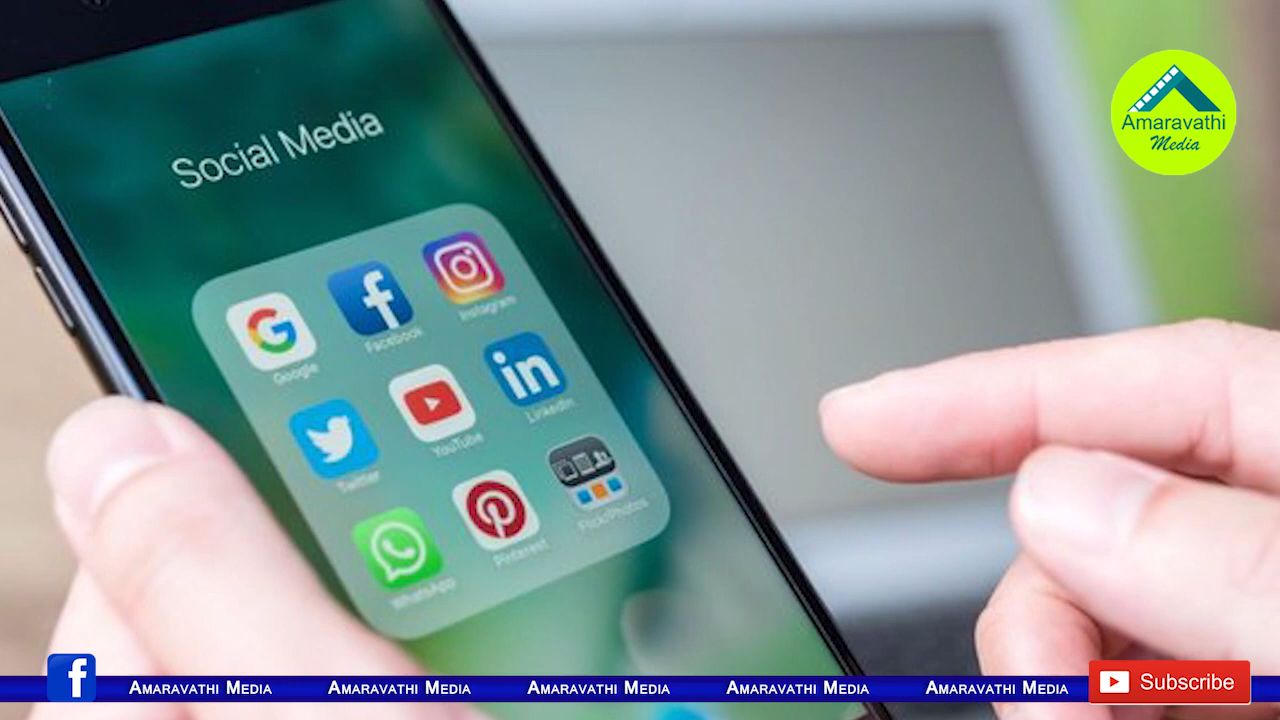 Social Media
Amaravathi
Media
Google
Facebook
Instagram
Twitter
YouTube
LinkedIn
WhatsApp
Pinterest
FlickrPhotos
Amaravathi Media Amaravathi Media Amaravathi Media Amaravathi Media Amaravathi Media
Subscribe